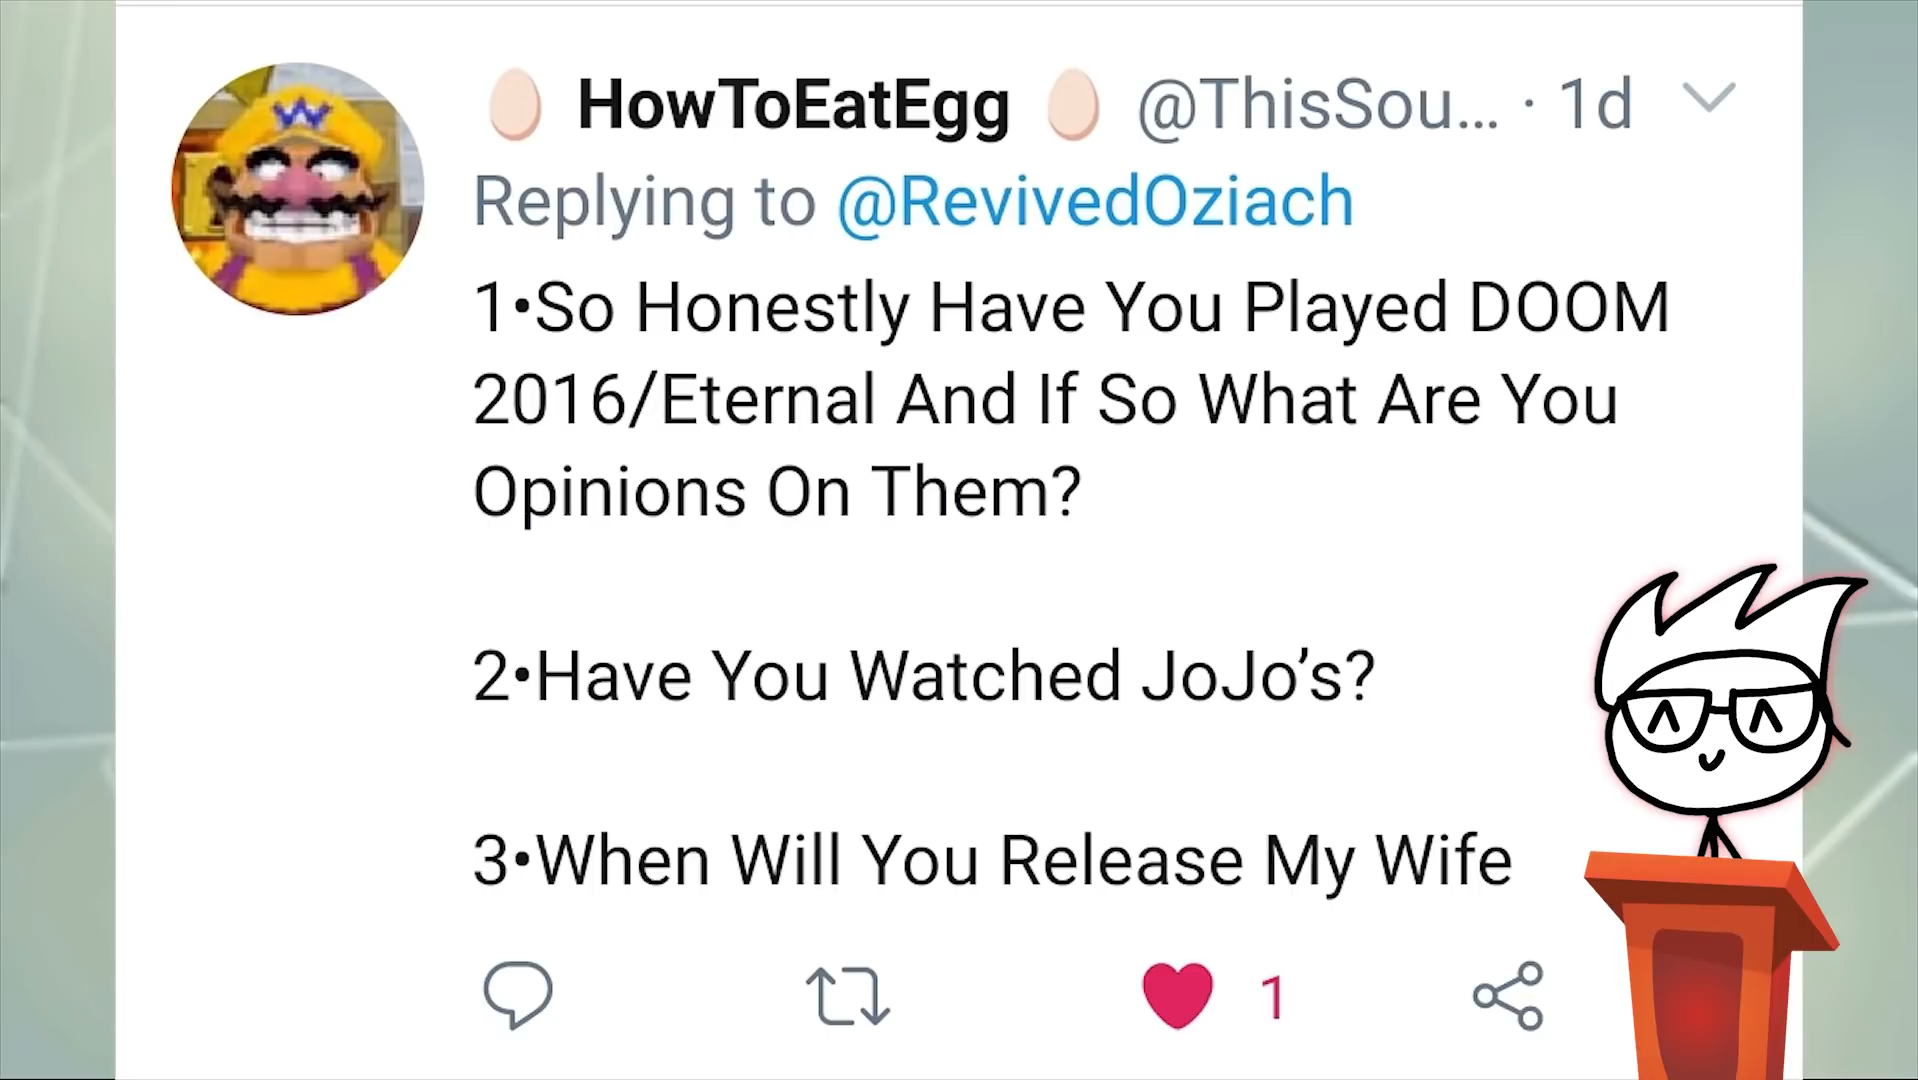 🥚 HowToEatEgg 🥚 @ThisSou... · 1d
Replying to @RevivedOziach
1•So Honestly Have You Played DOOM
2016/Eternal And If So What Are You
Opinions On Them?
2•Have You Watched JoJo’s?
3•When Will You Release My Wife
1